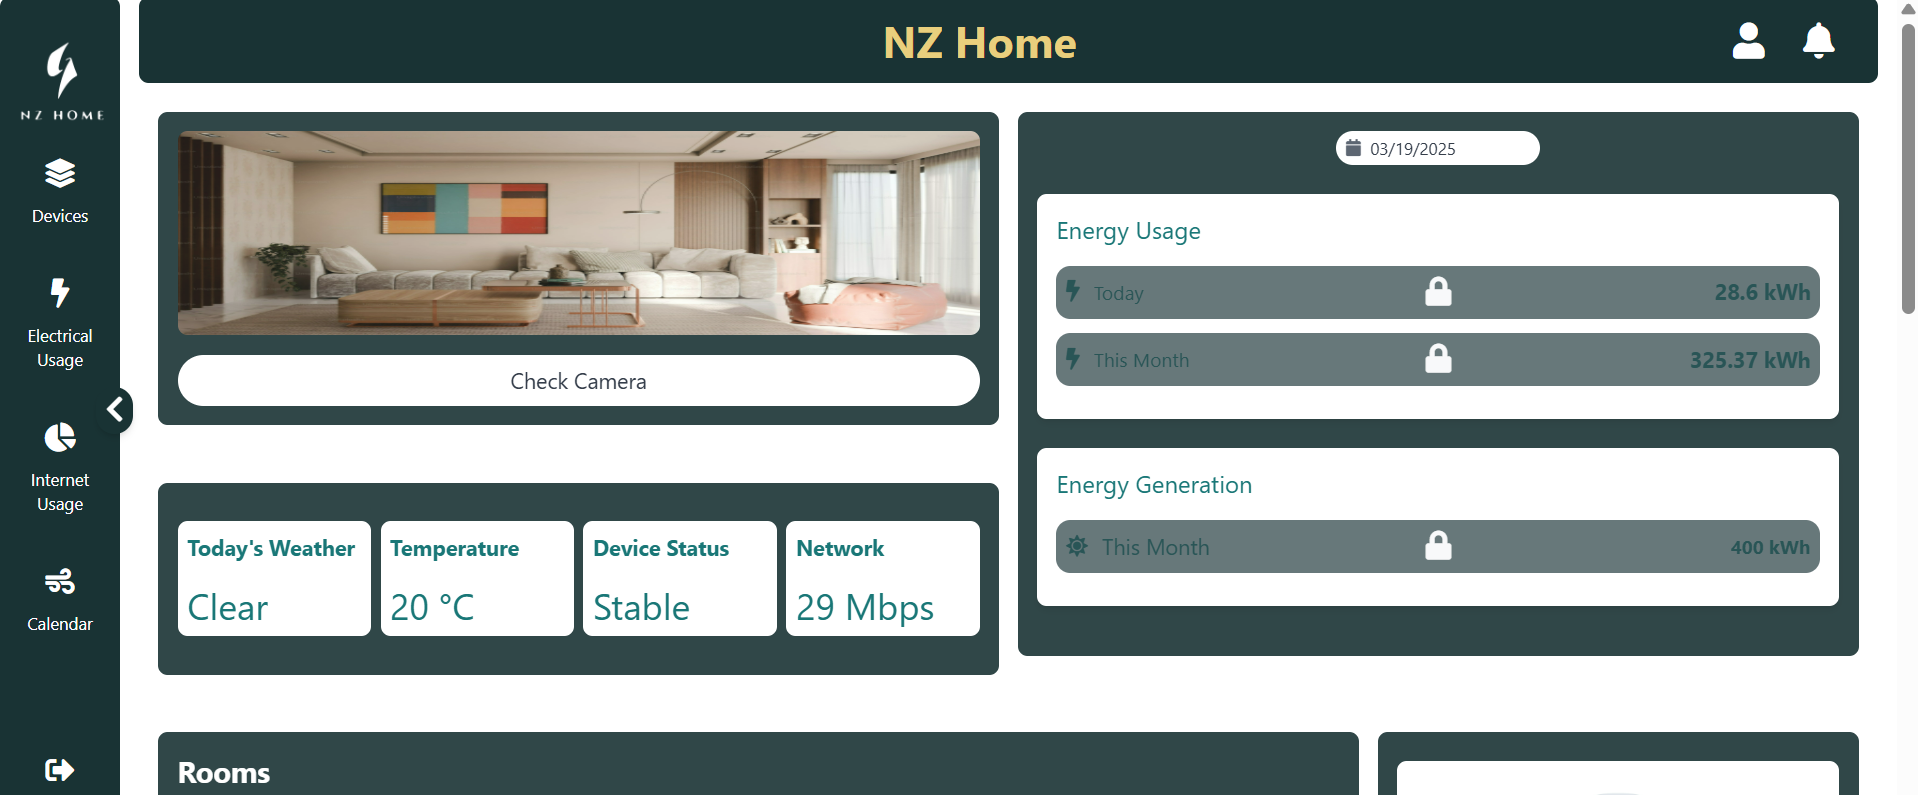 NZ HOME
Devices
Electrical
Usage
Internet
Usage
Calendar
NZ Home
Check Camera
03/19/2025
Energy Usage
Today 28.6 kWh
This Month 325.37 kWh
Energy Generation
This Month 400 kWh
Today's Weather
Clear
Temperature
20 °C
Device Status
Stable
Network
29 Mbps
Rooms